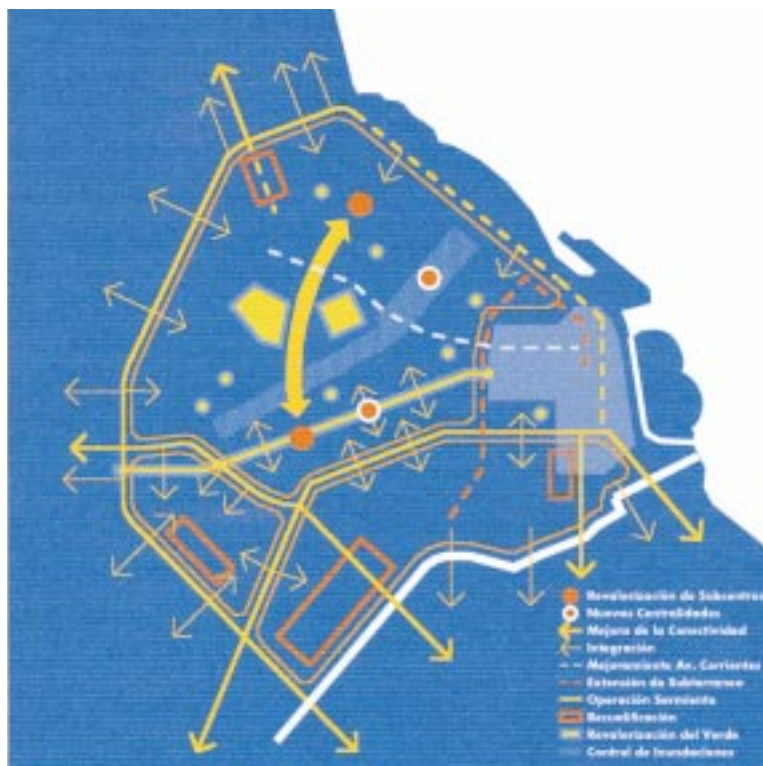 Revalorización de Subcentros
Nuevas Centralidades
Mejora de la Conectividad
Integración
Mejoramiento Av. Corrientes
Extensión de Subterraneo
Operación Sarmiento
Recualificación
Revalorización del Verde
Control de Inundaciones